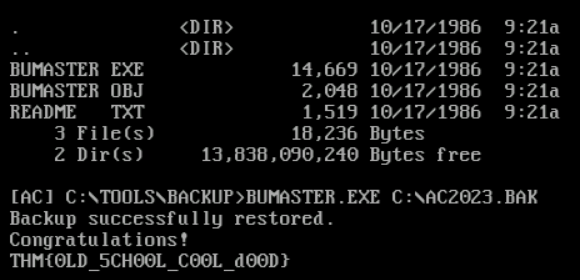 . <DIR> 10/17/1986 9:21a
.. <DIR> 10/17/1986 9:21a
BUMASTER EXE 14,669 10/17/1986 9:21a
BUMASTER OBJ 2,048 10/17/1986 9:21a
README TXT 1,519 10/17/1986 9:21a
3 File(s) 18,236 Bytes
2 Dir(s) 13,838,090,240 Bytes free
[AC] C:\TOOLS\BACKUP>BUMASTER.EXE C:\AC2023.BAK
Backup successfully restored.
Congratulations!
THM{0LD_5CH00L_C00L_d00D}